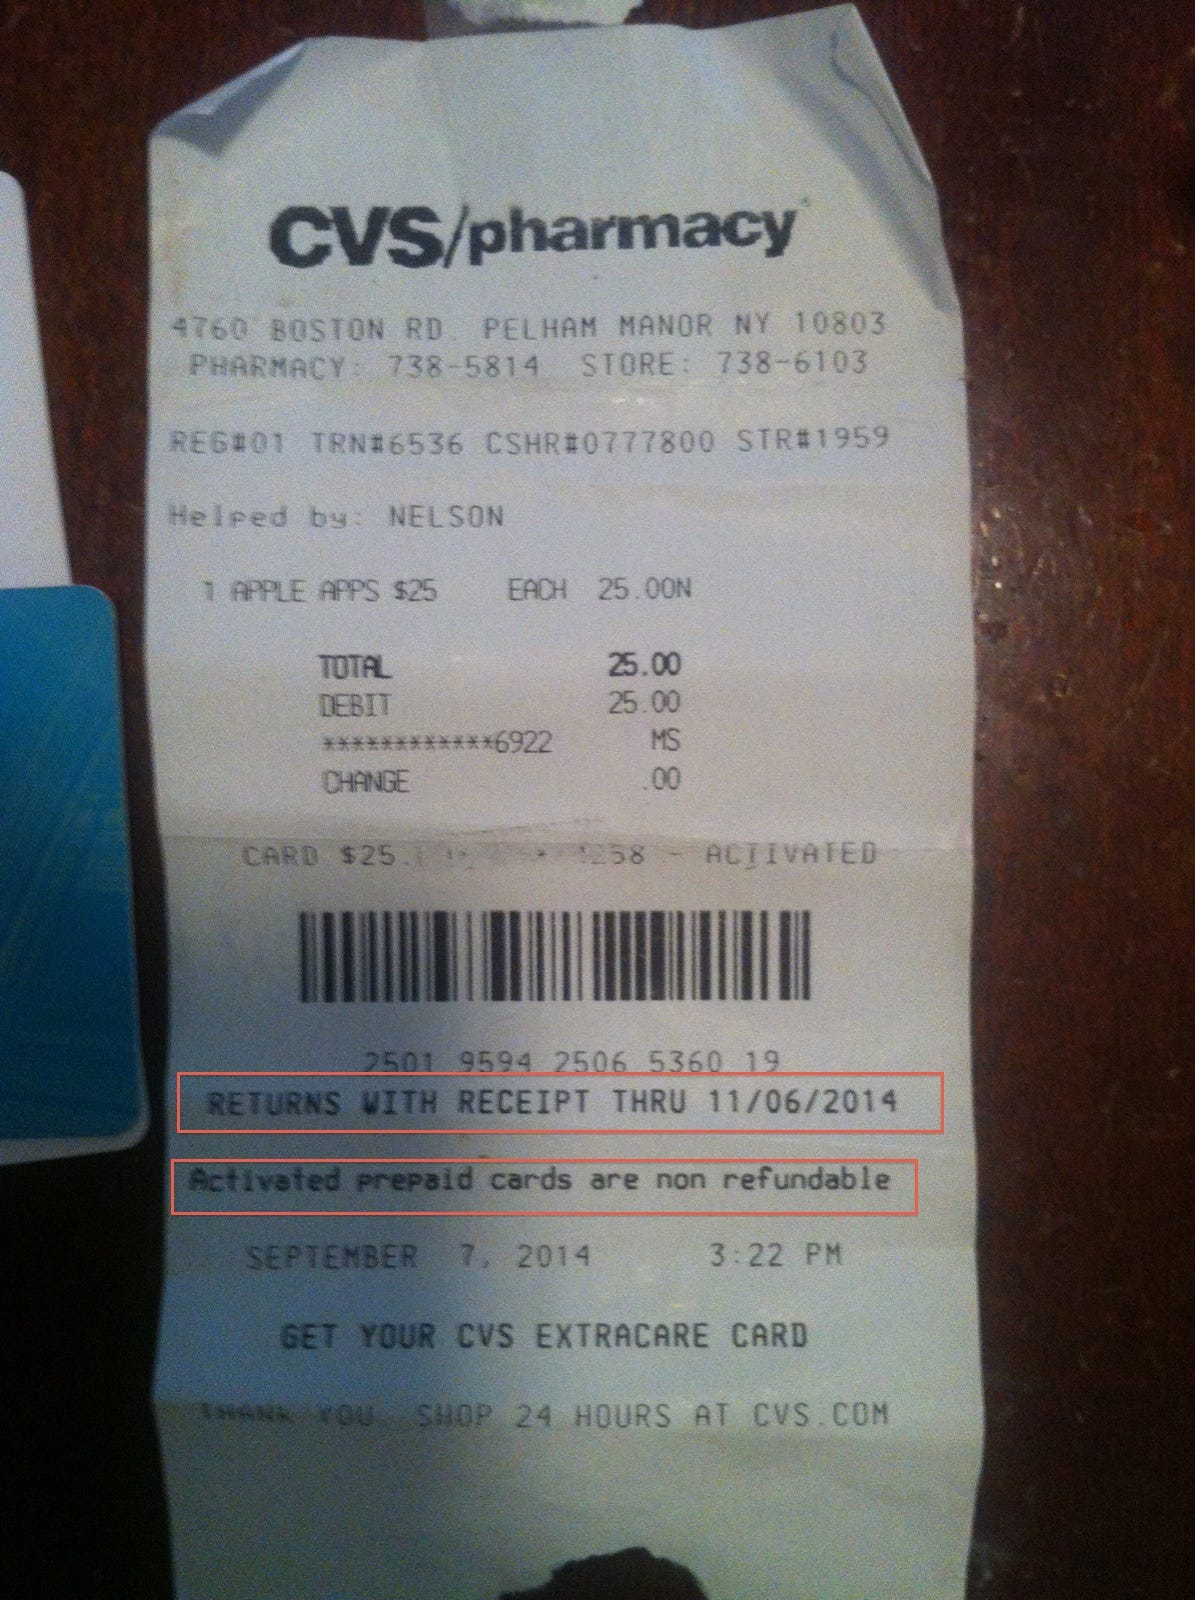 CVS/pharmacy
4760 BOSTON RD. PELHAM MANOR NY 10803
PHARMACY: 738-5814 STORE: 738-6103
REG#01 TRN#6536 CSHR#0777800 STR#1959
Helped by: NELSON
1 APPLE APPS $25 EACH 25.00N
TOTAL 25.00
DEBIT 25.00
************6922 MS
CHANGE .00
CARD $25. 4258 - ACTIVATED
2501 9594 2506 5360 19
RETURNS WITH RECEIPT THRU 11/06/2014
Activated prepaid cards are non refundable
SEPTEMBER 7, 2014 3:22 PM
GET YOUR CVS EXTRACARE CARD
THANK YOU. SHOP 24 HOURS AT CVS.COM